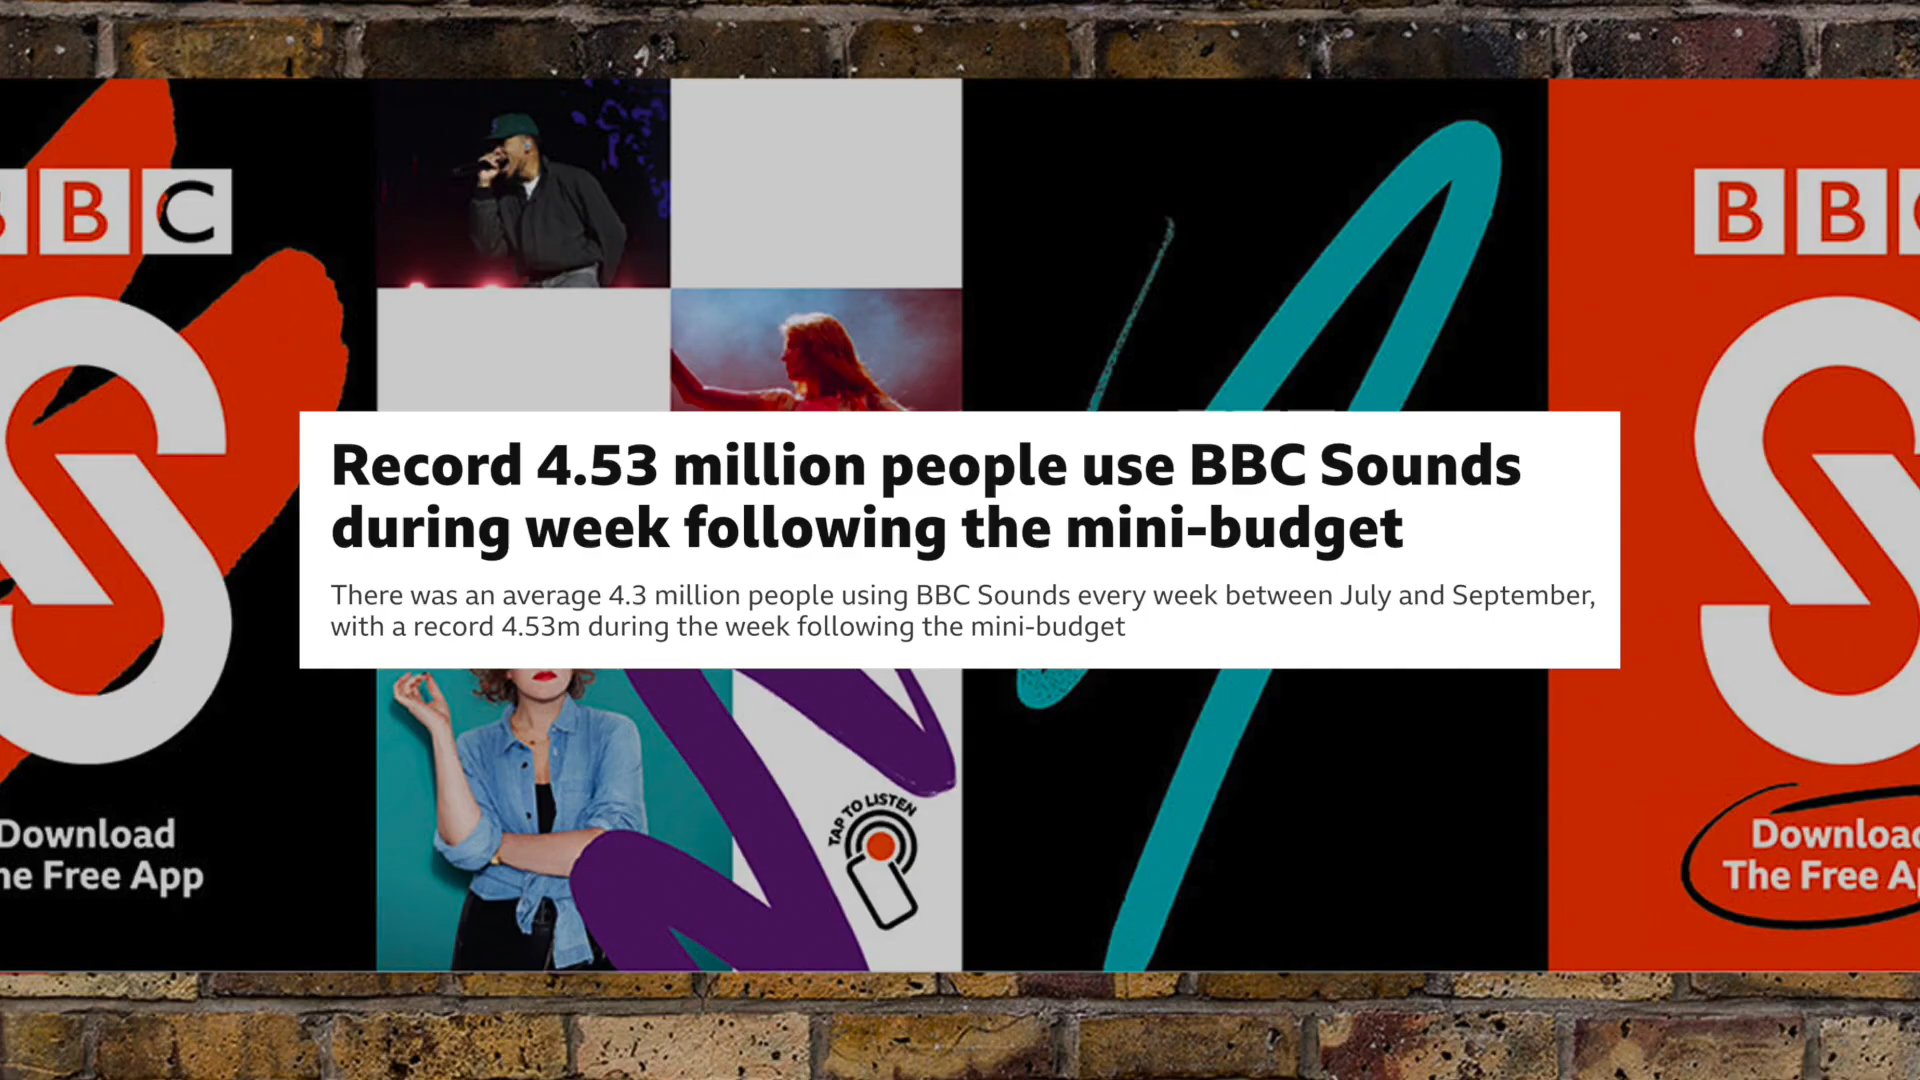 BBC
BB
Record 4.53 million people use BBC Sounds
during week following the mini-budget
There was an average 4.3 million people using BBC Sounds every week between July and September,
with a record 4.53m during the week following the mini-budget
TAP TO LISTEN
Download
The Free App
Download
The Free Ap